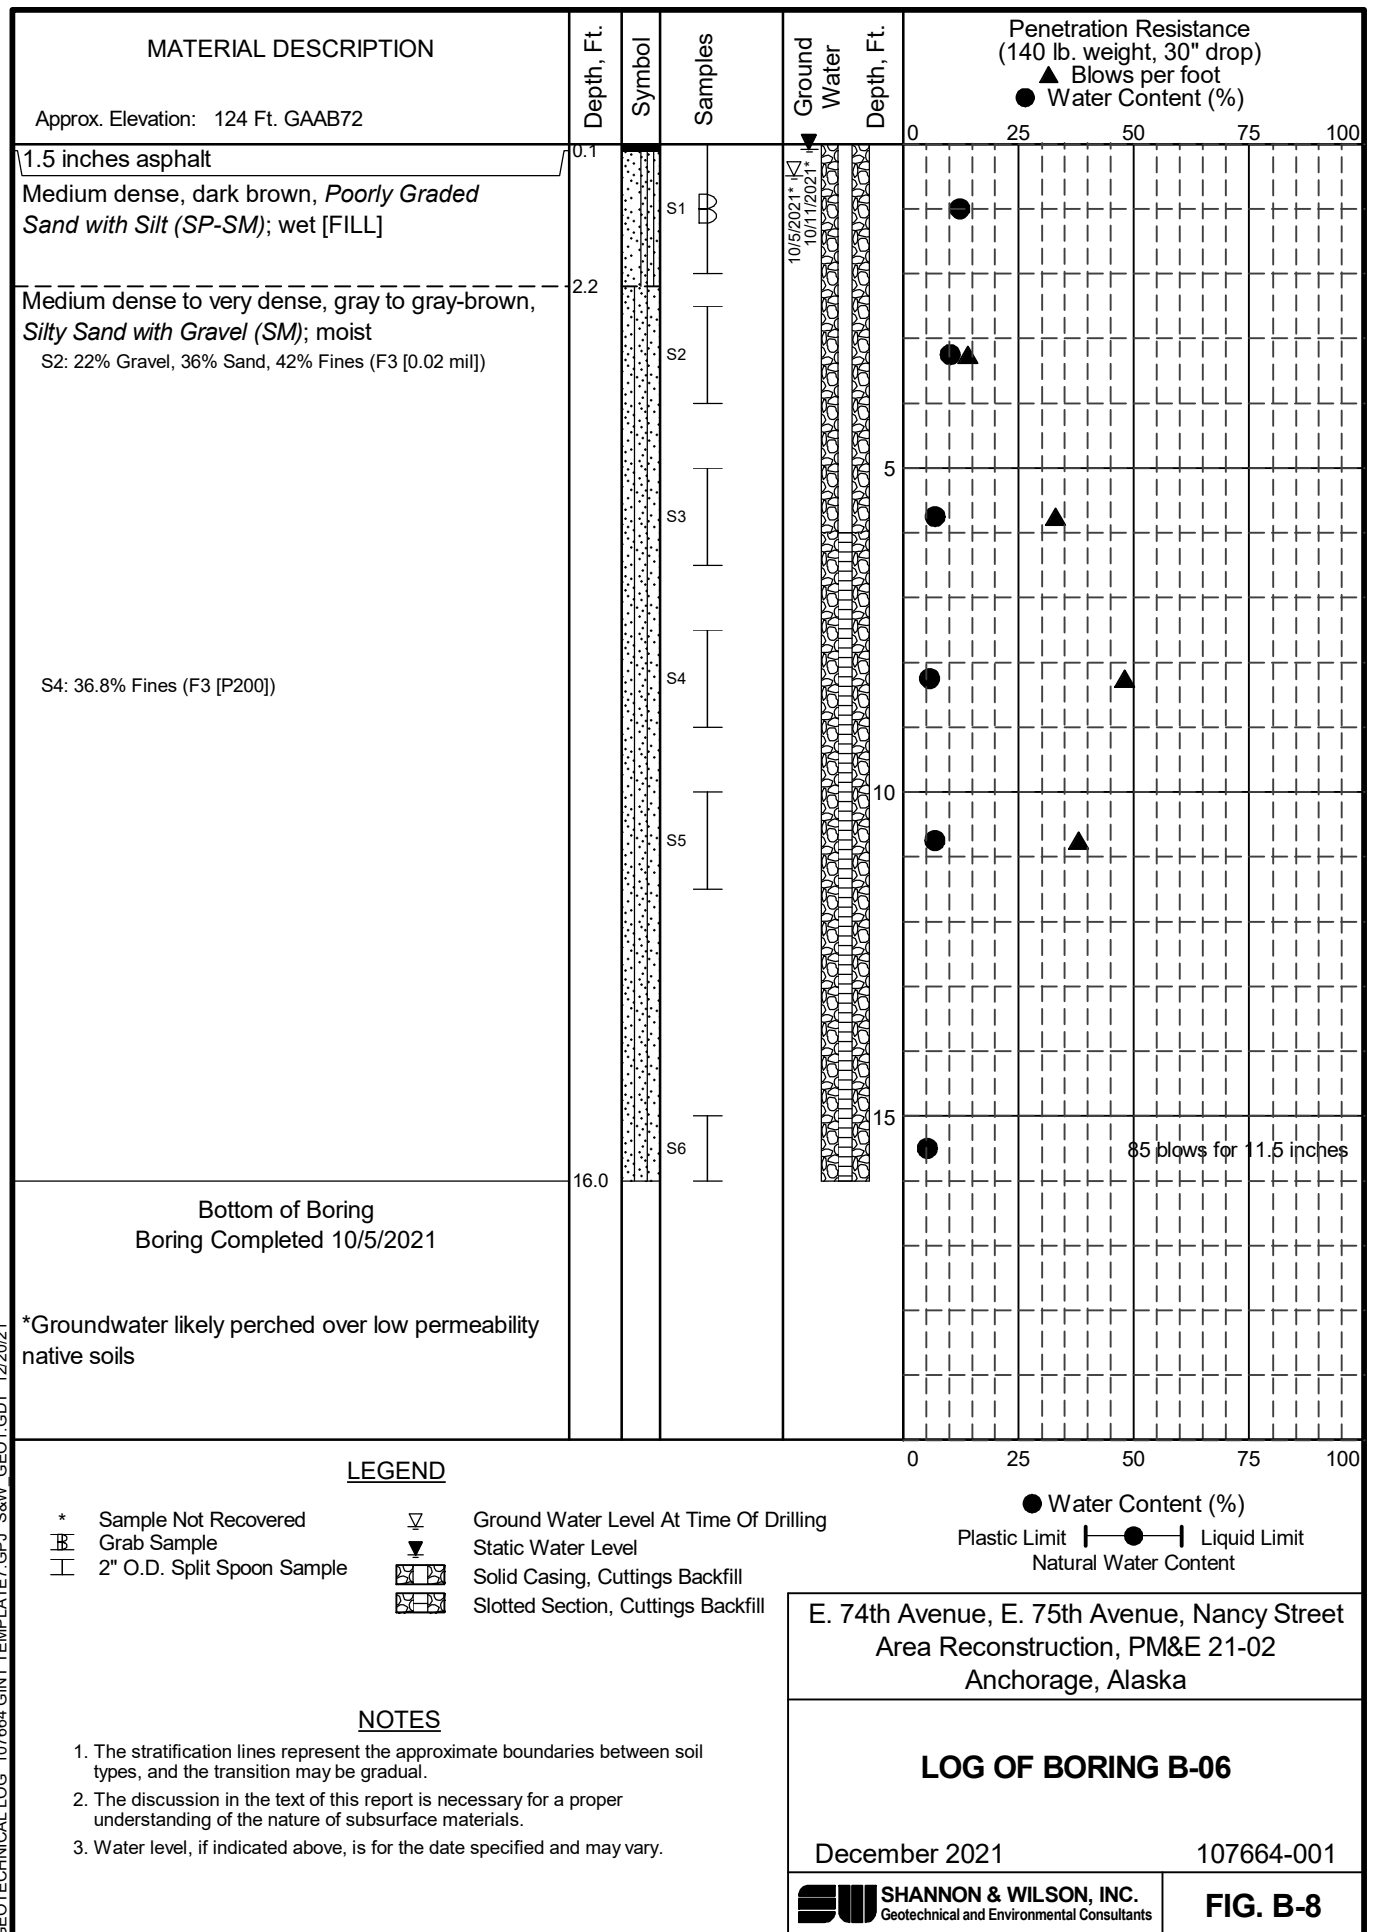 MATERIAL DESCRIPTION
Approx. Elevation: 124 Ft. GAAB72
Depth, Ft.
Symbol
Samples
Ground
Water
Depth, Ft.
Penetration Resistance
(140 lb. weight, 30" drop)
▲ Blows per foot
● Water Content (%)
0 25 50 75 100
1.5 inches asphalt
0.1
Medium dense, dark brown, Poorly Graded
Sand with Silt (SP-SM); wet [FILL]
S1
B
10/5/2021*
10/11/2021*
2.2
Medium dense to very dense, gray to gray-brown,
Silty Sand with Gravel (SM); moist
S2: 22% Gravel, 36% Sand, 42% Fines (F3 [0.02 mil])
S2
5
S3
S4: 36.8% Fines (F3 [P200])
S4
10
S5
15
S6
85 blows for 11.5 inches
16.0
Bottom of Boring
Boring Completed 10/5/2021
*Groundwater likely perched over low permeability
native soils
0 25 50 75 100
LEGEND
* Sample Not Recovered
B Grab Sample
2" O.D. Split Spoon Sample
Ground Water Level At Time Of Drilling
Static Water Level
Solid Casing, Cuttings Backfill
Slotted Section, Cuttings Backfill
● Water Content (%)
Plastic Limit Liquid Limit
Natural Water Content
NOTES
1. The stratification lines represent the approximate boundaries between soil
types, and the transition may be gradual.
2. The discussion in the text of this report is necessary for a proper
understanding of the nature of subsurface materials.
3. Water level, if indicated above, is for the date specified and may vary.
E. 74th Avenue, E. 75th Avenue, Nancy Street
Area Reconstruction, PM&E 21-02
Anchorage, Alaska
LOG OF BORING B-06
December 2021 107664-001
SHANNON & WILSON, INC.
Geotechnical and Environmental Consultants
FIG. B-8
GEOTECHNICAL LOG 107664 GINT TEMPLATE7.GPJ S&W_GEO1.GDT 12/20/21